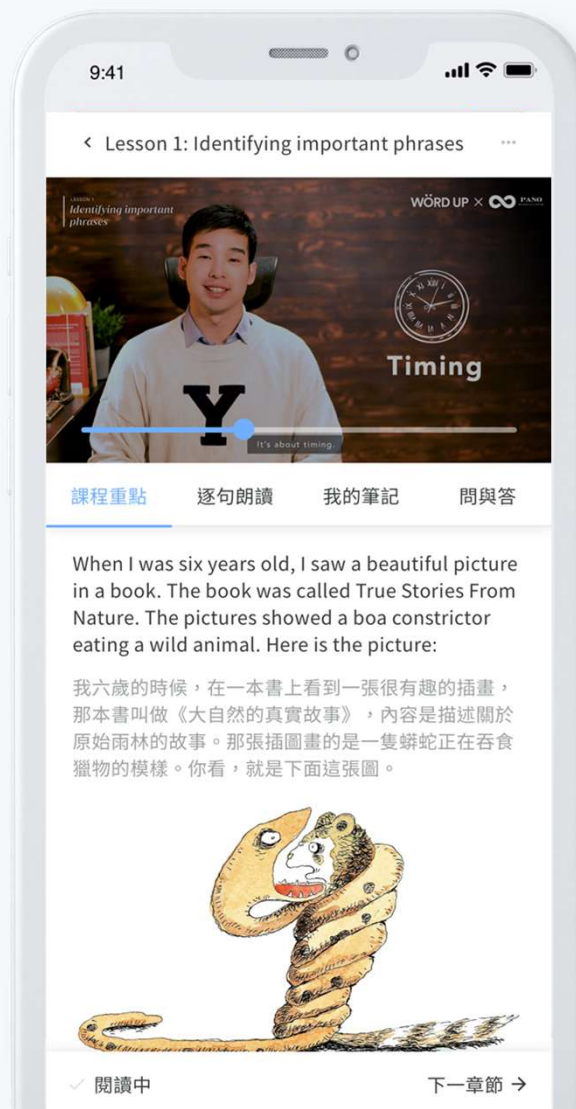 9:41
Lesson 1: Identifying important phrases
LESSON 1
Identifying important
phrases
WÖRD UP × PANO
Timing
It's about timing.
課程重點 逐句朗讀 我的筆記 問與答
When I was six years old, I saw a beautiful picture
in a book. The book was called True Stories From
Nature. The pictures showed a boa constrictor
eating a wild animal. Here is the picture:
我六歲的時候，在一本書上看到一張很有趣的插畫，
那本書叫做《大自然的真實故事》，內容是描述關於
原始雨林的故事。那張插圖畫的是一隻蟒蛇正在吞食
獵物的模樣。你看，就是下面這張圖。
閱讀中 下一章節 →